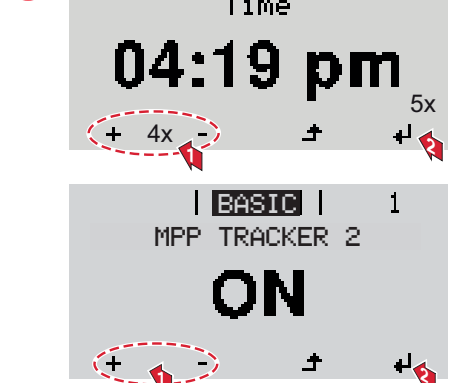 Time
04:19 pm
5x
+ 4x -
1
2
BASIC 1
MPP TRACKER 2
ON
+ -
1
2